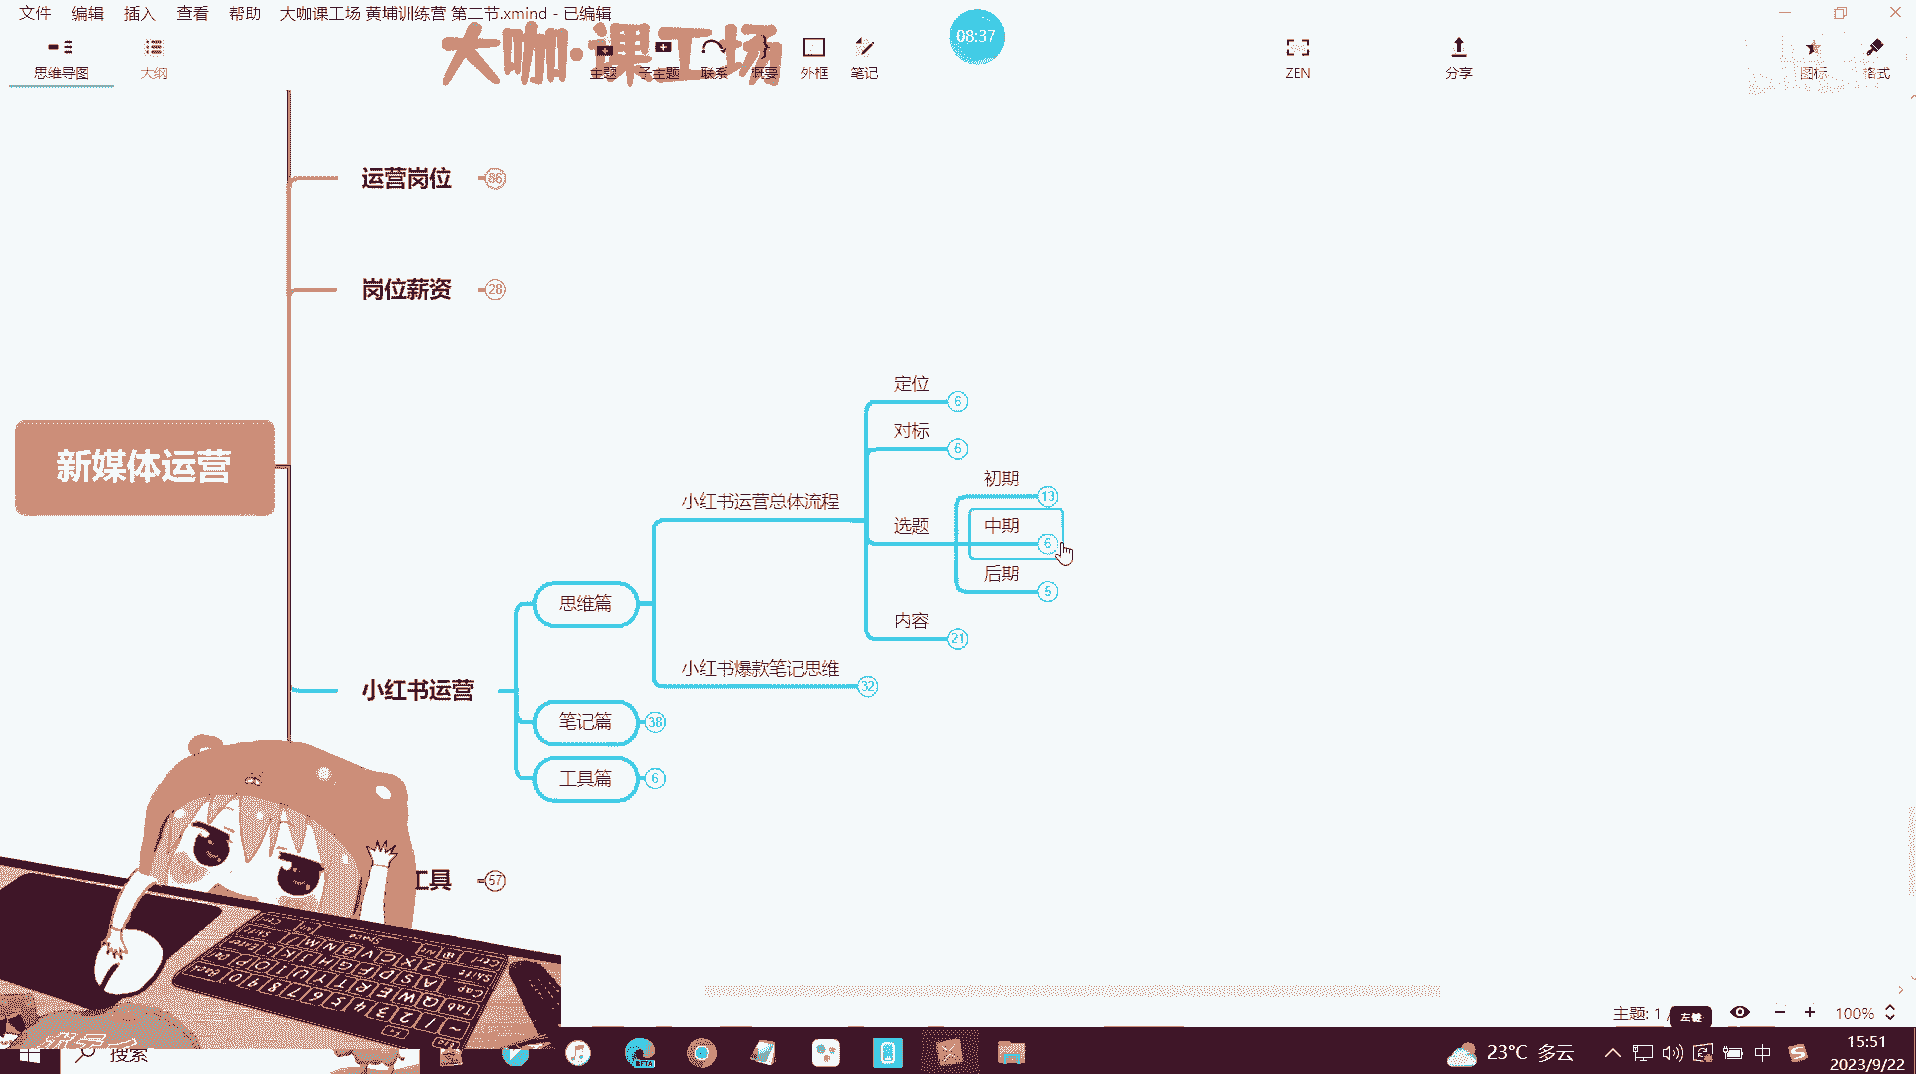 文件 编辑 插入 查看 帮助 大咖课工场 黄埔训练营 第二节.xmind - 已编辑
大咖·课工场
08:37
思维导图 大纲 主题 子主题 联系 概要 外框 笔记 ZEN 分享 图标 格式
运营岗位 86
岗位薪资 28
定位 6
对标 6
初期 13
小红书运营总体流程
选题
中期 6
后期 5
新媒体运营
思维篇
内容 21
小红书爆款笔记思维 32
小红书运营
笔记篇 38
工具篇 6
工具 57
主题: 1 /
左键
100%
搜索
23°C 多云
中
15:51
2023/9/22